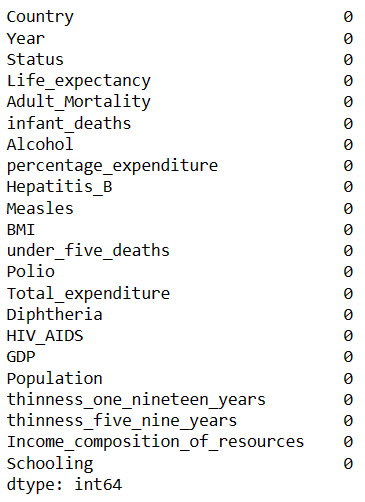 Country 0
Year 0
Status 0
Life_expectancy 0
Adult_Mortality 0
infant_deaths 0
Alcohol 0
percentage_expenditure 0
Hepatitis_B 0
Measles 0
BMI 0
under_five_deaths 0
Polio 0
Total_expenditure 0
Diphtheria 0
HIV_AIDS 0
GDP 0
Population 0
thinness_one_nineteen_years 0
thinness_five_nine_years 0
Income_composition_of_resources 0
Schooling 0
dtype: int64